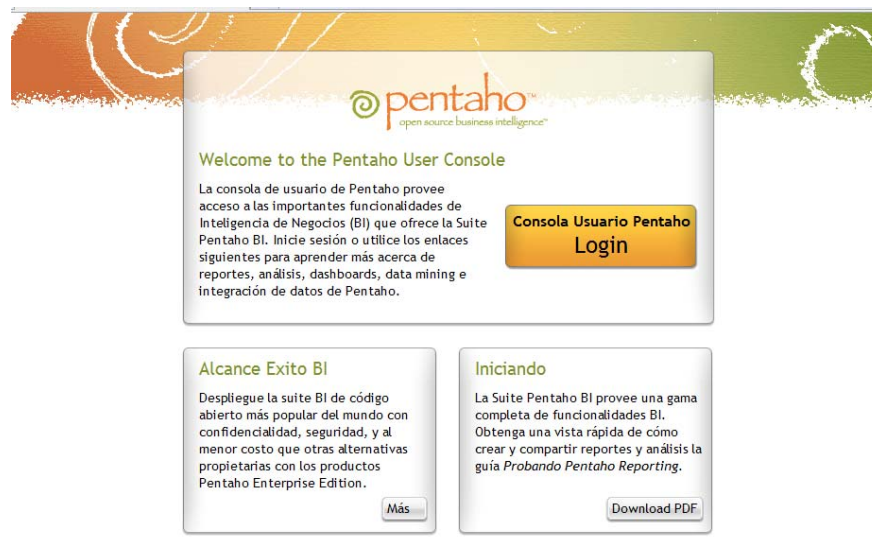 pentaho™
open source business intelligence™
Welcome to the Pentaho User Console
La consola de usuario de Pentaho provee
acceso a las importantes funcionalidades de
Inteligencia de Negocios (BI) que ofrece la Suite
Pentaho BI. Inicie sesión o utilice los enlaces
siguientes para aprender más acerca de
reportes, análisis, dashboards, data mining e
integración de datos de Pentaho.
Consola Usuario Pentaho
Login
Alcance Exito BI
Despliegue la suite BI de código
abierto más popular del mundo con
confidencialidad, seguridad, y al
menor costo que otras alternativas
propietarias con los productos
Pentaho Enterprise Edition.
Más
Iniciando
La Suite Pentaho BI provee una gama
completa de funcionalidades BI.
Obtenga una vista rápida de cómo
crear y compartir reportes y análisis la
guía Probando Pentaho Reporting.
Download PDF